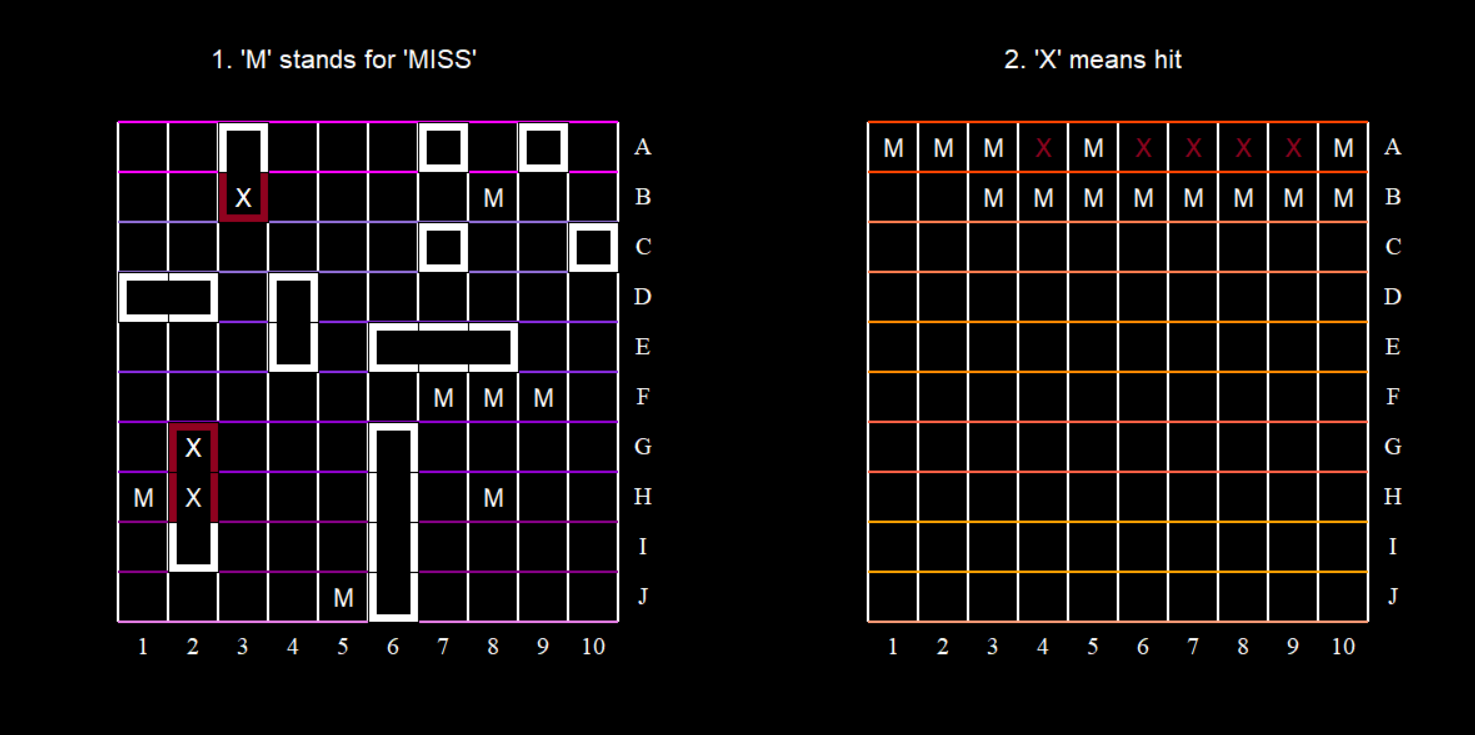 1. 'M' stands for 'MISS'
2. 'X' means hit
A
X M B
C
D
E
M M M F
X G
M X M H
I
M J
1 2 3 4 5 6 7 8 9 10
M M M X M X X X X M A
M M M M M M M M B
C
D
E
F
G
H
I
J
1 2 3 4 5 6 7 8 9 10